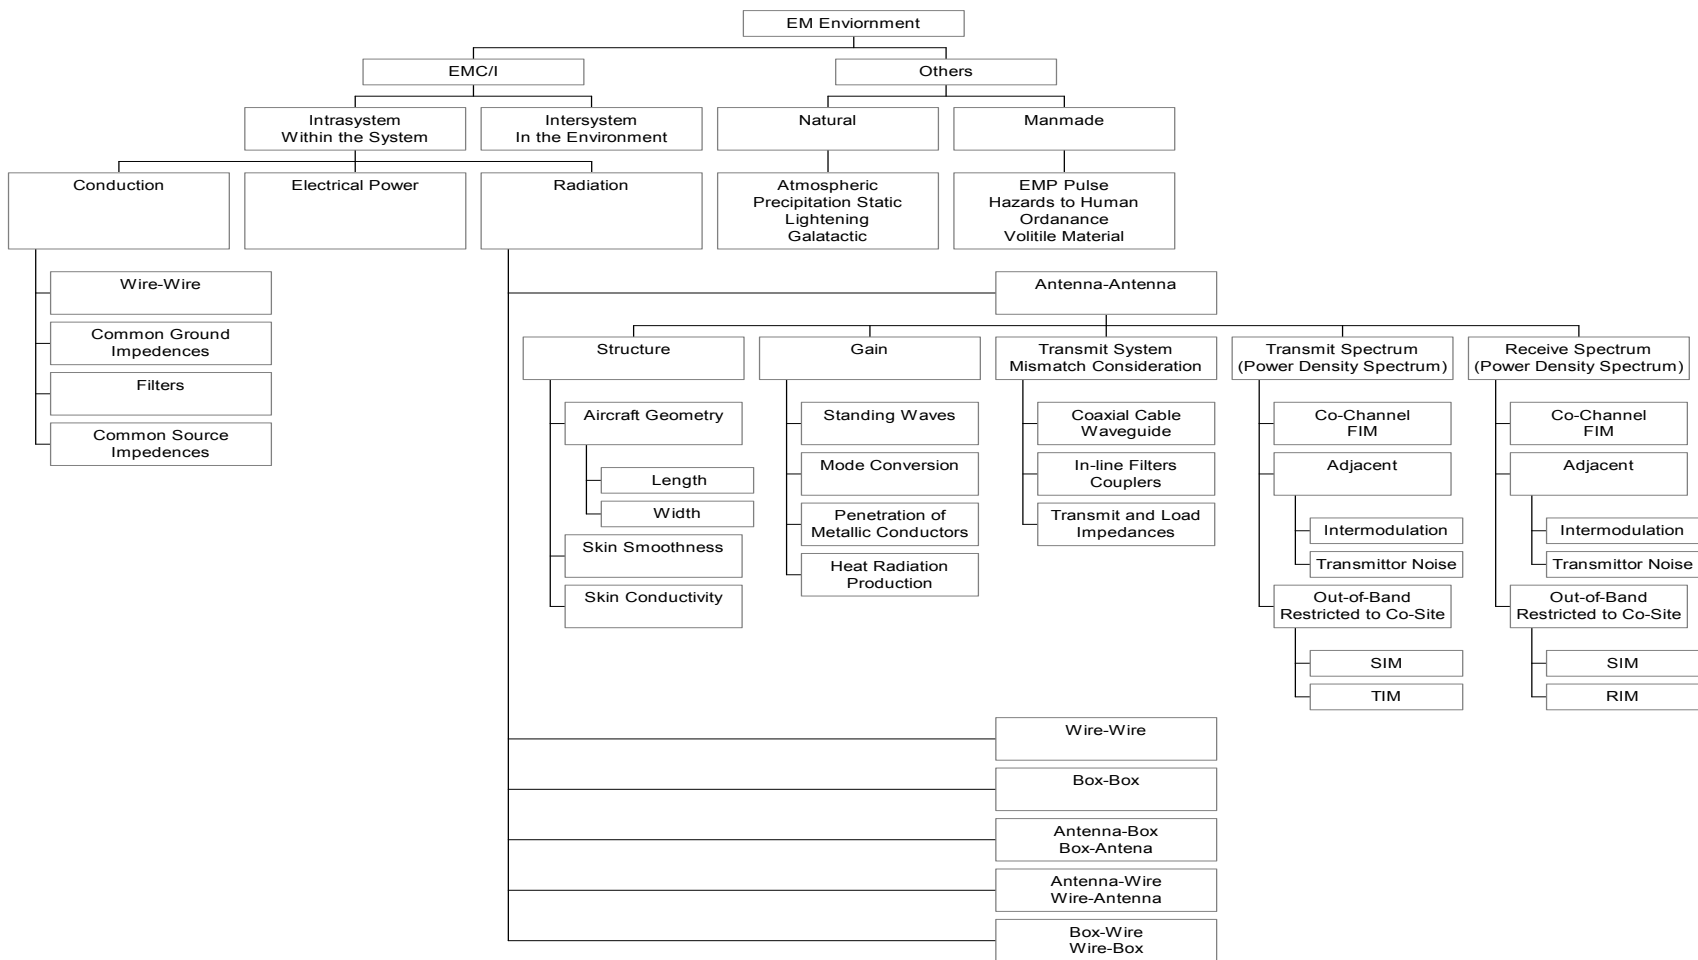 EM Enviornment
EMC/I
Others
Intrasystem
Within the System
Intersystem
In the Environment
Natural
Manmade
Conduction
Electrical Power
Radiation
Atmospheric
Precipitation Static
Lightening
Galatactic
EMP Pulse
Hazards to Human
Ordanance
Volitile Material
Wire-Wire
Common Ground
Impedences
Filters
Common Source
Impedences
Antenna-Antenna
Structure
Aircraft Geometry
Length
Width
Skin Smoothness
Skin Conductivity
Gain
Standing Waves
Mode Conversion
Penetration of
Metallic Conductors
Heat Radiation
Production
Transmit System
Mismatch Consideration
Coaxial Cable
Waveguide
In-line Filters
Couplers
Transmit and Load
Impedances
Transmit Spectrum
(Power Density Spectrum)
Co-Channel
FIM
Adjacent
Intermodulation
Transmittor Noise
Out-of-Band
Restricted to Co-Site
SIM
TIM
Receive Spectrum
(Power Density Spectrum)
Co-Channel
FIM
Adjacent
Intermodulation
Transmittor Noise
Out-of-Band
Restricted to Co-Site
SIM
RIM
Wire-Wire
Box-Box
Antenna-Box
Box-Antena
Antenna-Wire
Wire-Antenna
Box-Wire
Wire-Box